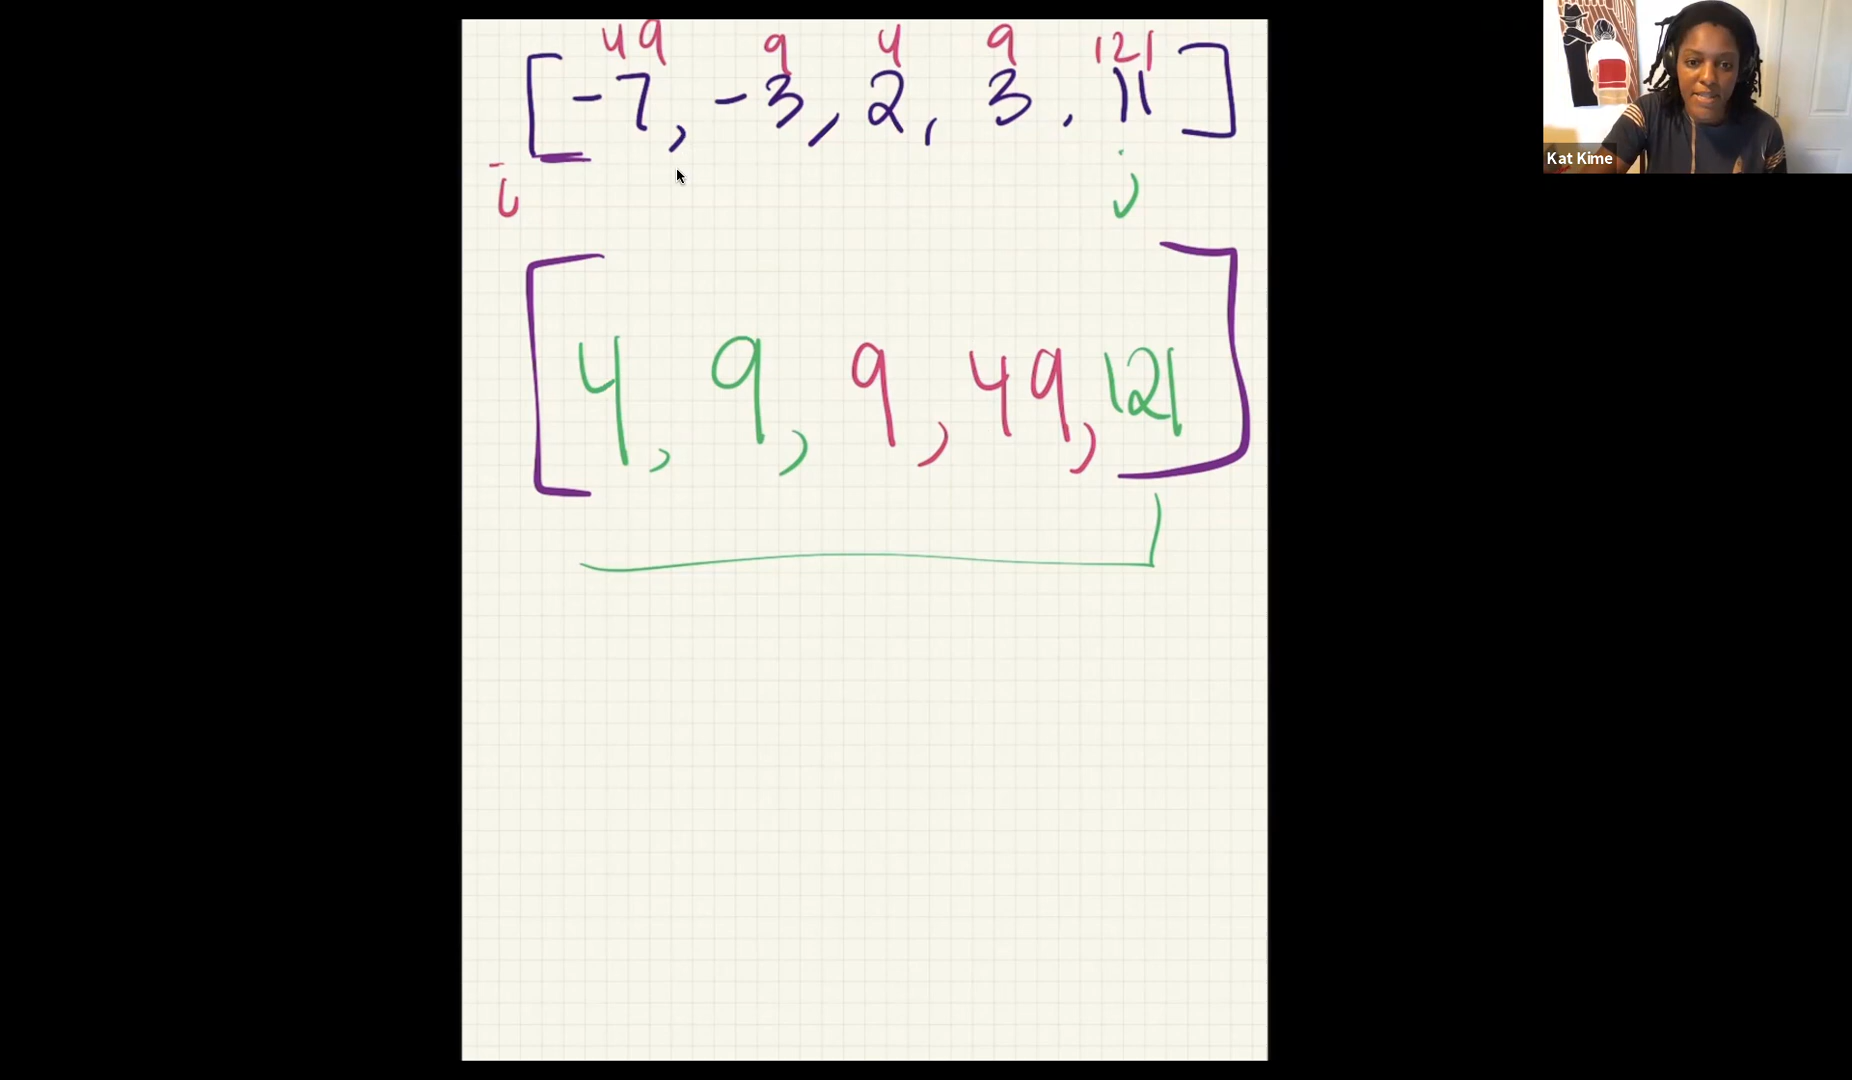 49 9 4 9 121
[-7, -3, 2, 3, 11]
i j
[4, 9, 9, 49, 121]
Kat Kime